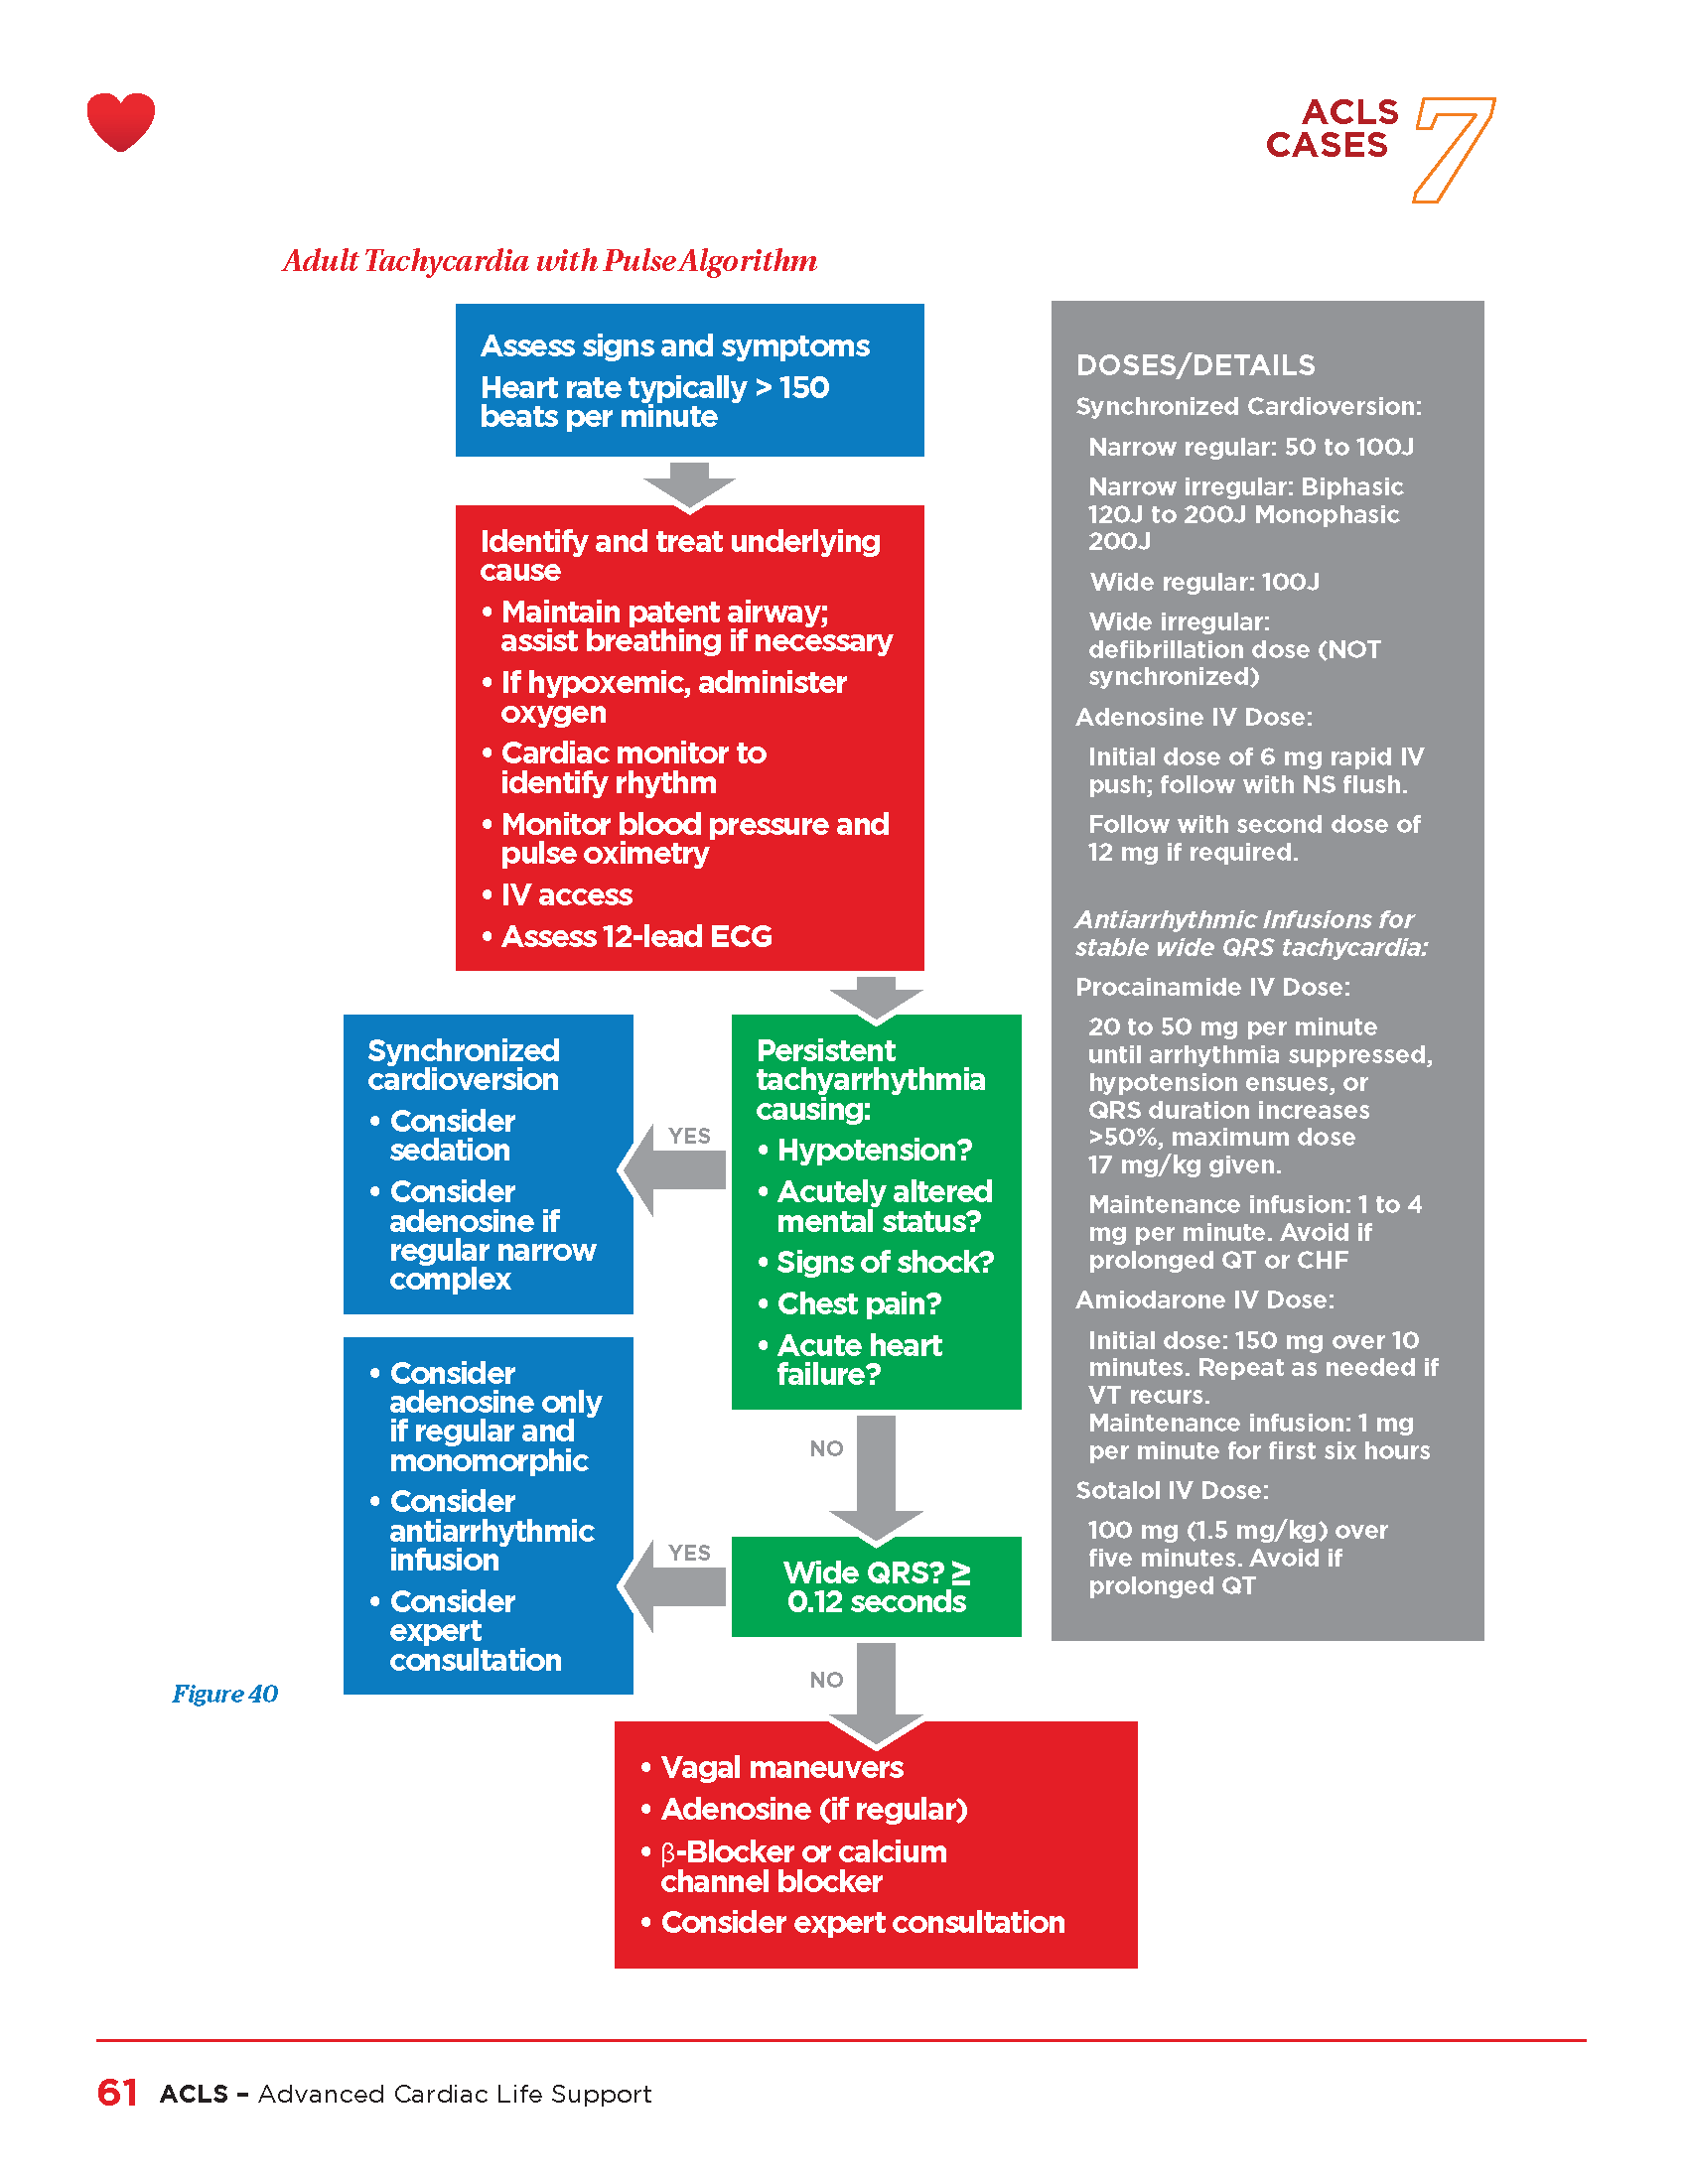 ACLS
CASES
7
Adult Tachycardia with Pulse Algorithm
Assess signs and symptoms
Heart rate typically > 150
beats per minute
Identify and treat underlying
cause
• Maintain patent airway;
assist breathing if necessary
• If hypoxemic, administer
oxygen
• Cardiac monitor to
identify rhythm
• Monitor blood pressure and
pulse oximetry
• IV access
• Assess 12-lead ECG
Persistent
tachyarrhythmia
causing:
• Hypotension?
• Acutely altered
mental status?
• Signs of shock?
• Chest pain?
• Acute heart
failure?
YES
Synchronized
cardioversion
• Consider
sedation
• Consider
adenosine if
regular narrow
complex
NO
Wide QRS? ≥
0.12 seconds
YES
• Consider
adenosine only
if regular and
monomorphic
• Consider
antiarrhythmic
infusion
• Consider
expert
consultation
NO
• Vagal maneuvers
• Adenosine (if regular)
• β-Blocker or calcium
channel blocker
• Consider expert consultation
DOSES/DETAILS
Synchronized Cardioversion:
Narrow regular: 50 to 100J
Narrow irregular: Biphasic
120J to 200J Monophasic
200J
Wide regular: 100J
Wide irregular:
defibrillation dose (NOT
synchronized)
Adenosine IV Dose:
Initial dose of 6 mg rapid IV
push; follow with NS flush.
Follow with second dose of
12 mg if required.
Antiarrhythmic Infusions for
stable wide QRS tachycardia:
Procainamide IV Dose:
20 to 50 mg per minute
until arrhythmia suppressed,
hypotension ensues, or
QRS duration increases
>50%, maximum dose
17 mg/kg given.
Maintenance infusion: 1 to 4
mg per minute. Avoid if
prolonged QT or CHF
Amiodarone IV Dose:
Initial dose: 150 mg over 10
minutes. Repeat as needed if
VT recurs.
Maintenance infusion: 1 mg
per minute for first six hours
Sotalol IV Dose:
100 mg (1.5 mg/kg) over
five minutes. Avoid if
prolonged QT
Figure 40
61 ACLS – Advanced Cardiac Life Support